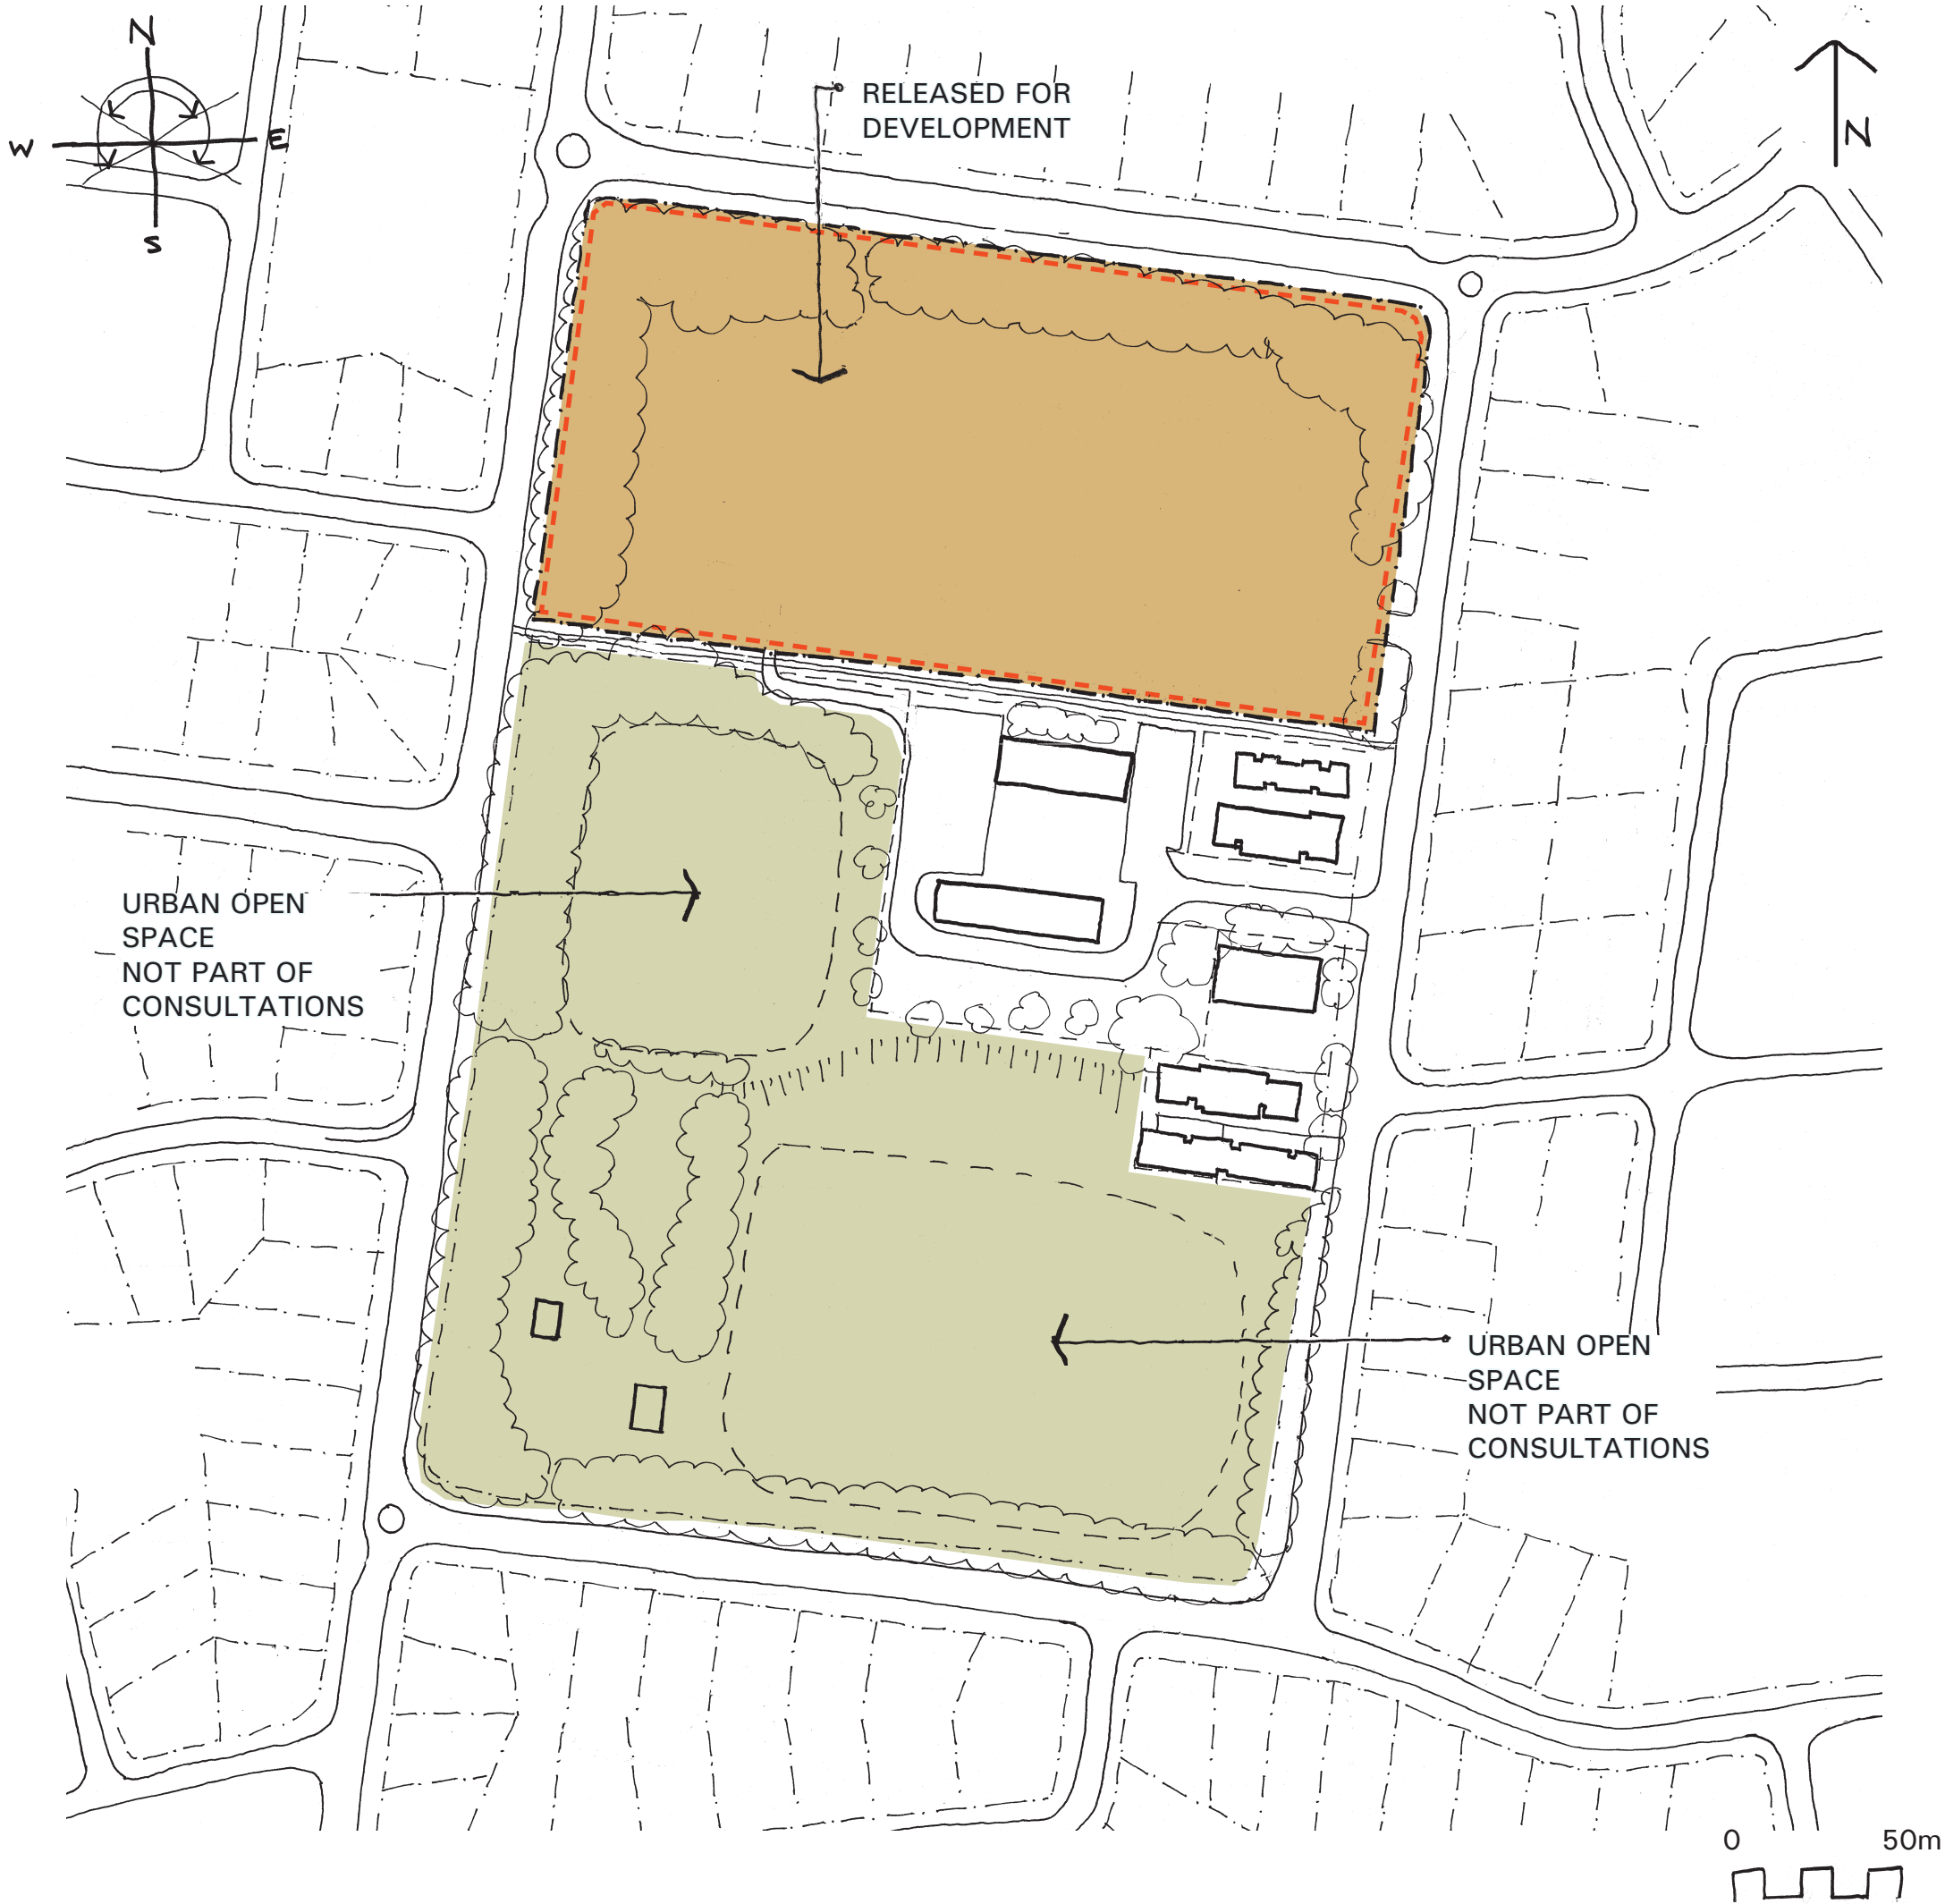 N
W
E
S
RELEASED FOR
DEVELOPMENT
N
URBAN OPEN
SPACE
NOT PART OF
CONSULTATIONS
URBAN OPEN
SPACE
NOT PART OF
CONSULTATIONS
0 50m